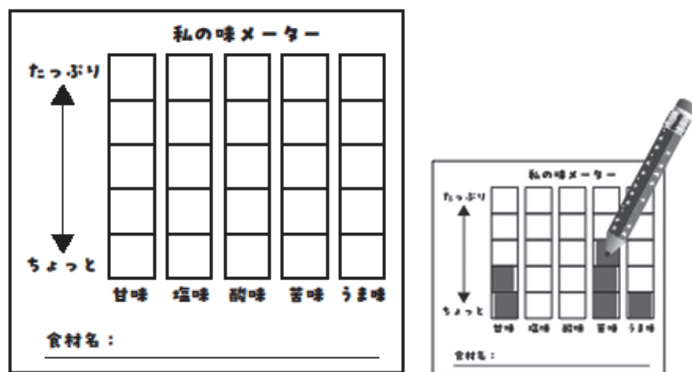 私の味メーター
たっぷり
ちょっと
甘味 塩味 酸味 苦味 うま味
食材名：
私の味メーター
たっぷり
ちょっと
甘味 塩味 酸味 苦味 うま味
食材名：